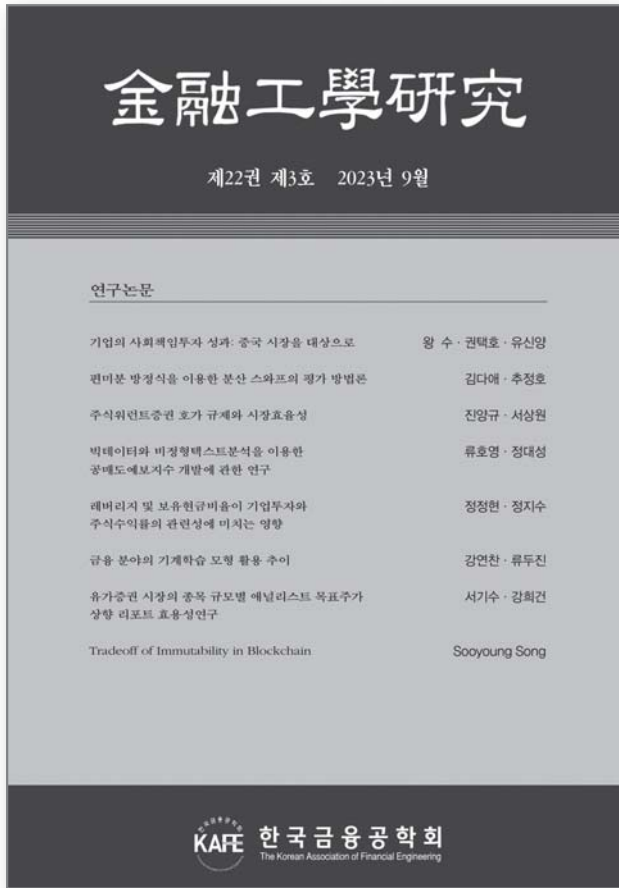 金融工學硏究
제22권 제3호 2023년 9월
연구논문
기업의 사회책임투자 성과: 중국 시장을 대상으로 왕 수·권택호·유신양
편미분 방정식을 이용한 분산 스와프의 평가 방법론 김다애·추정호
주식워런트증권 호가 규제와 시장효율성 진양규·서상원
빅데이터와 비정형텍스트분석을 이용한 류호영·정대성
공매도예보지수 개발에 관한 연구
레버리지 및 보유현금비율이 기업투자와 정정현·정지수
주식수익률의 관련성에 미치는 영향
금융 분야의 기계학습 모형 활용 추이 강연찬·류두진
유가증권 시장의 종목 규모별 애널리스트 목표주가 서기수·강희건
상향 리포트 효용성연구
Tradeoff of Immutability in Blockchain Sooyoung Song
한국금융공학회
KAFE 한국금융공학회
The Korean Association of Financial Engineering